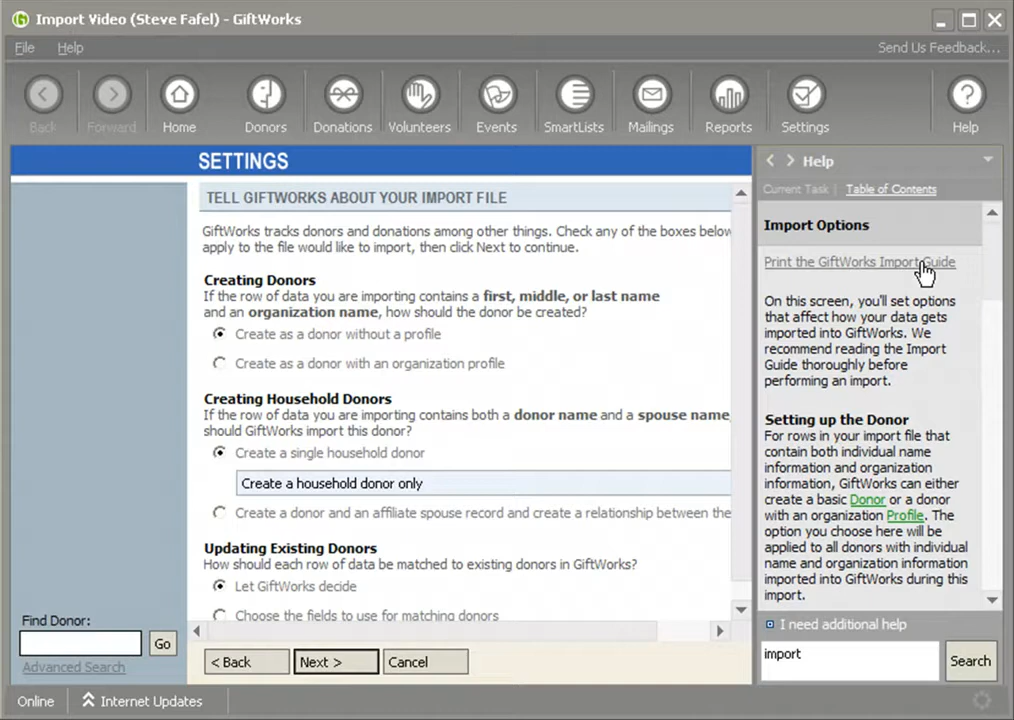 Import Video (Steve Fafel) - GiftWorks
File Help Send Us Feedback...
Back Forward Home Donors Donations Volunteers Events SmartLists Mailings Reports Settings Help
SETTINGS
TELL GIFTWORKS ABOUT YOUR IMPORT FILE
GiftWorks tracks donors and donations among other things. Check any of the boxes below
apply to the file would like to import, then click Next to continue.
Creating Donors
If the row of data you are importing contains a first, middle, or last name
and an organization name, how should the donor be created?
Create as a donor without a profile
Create as a donor with an organization profile
Creating Household Donors
If the row of data you are importing contains both a donor name and a spouse name,
should GiftWorks import this donor?
Create a single household donor
Create a household donor only
Create a donor and an affiliate spouse record and create a relationship between the
Updating Existing Donors
How should each row of data be matched to existing donors in GiftWorks?
Let GiftWorks decide
Choose the fields to use for matching donors
< Back Next > Cancel
Find Donor:
Go
Advanced Search
Help
Current Task | Table of Contents
Import Options
Print the GiftWorks Import Guide
On this screen, you'll set options
that affect how your data gets
imported into GiftWorks. We
recommend reading the Import
Guide thoroughly before
performing an import.
Setting up the Donor
For rows in your import file that
contain both individual name
information and organization
information, GiftWorks can either
create a basic Donor or a donor
with an organization Profile. The
option you choose here will be
applied to all donors with individual
name and organization information
imported into GiftWorks during this
import.
I need additional help
import
Search
Online Internet Updates